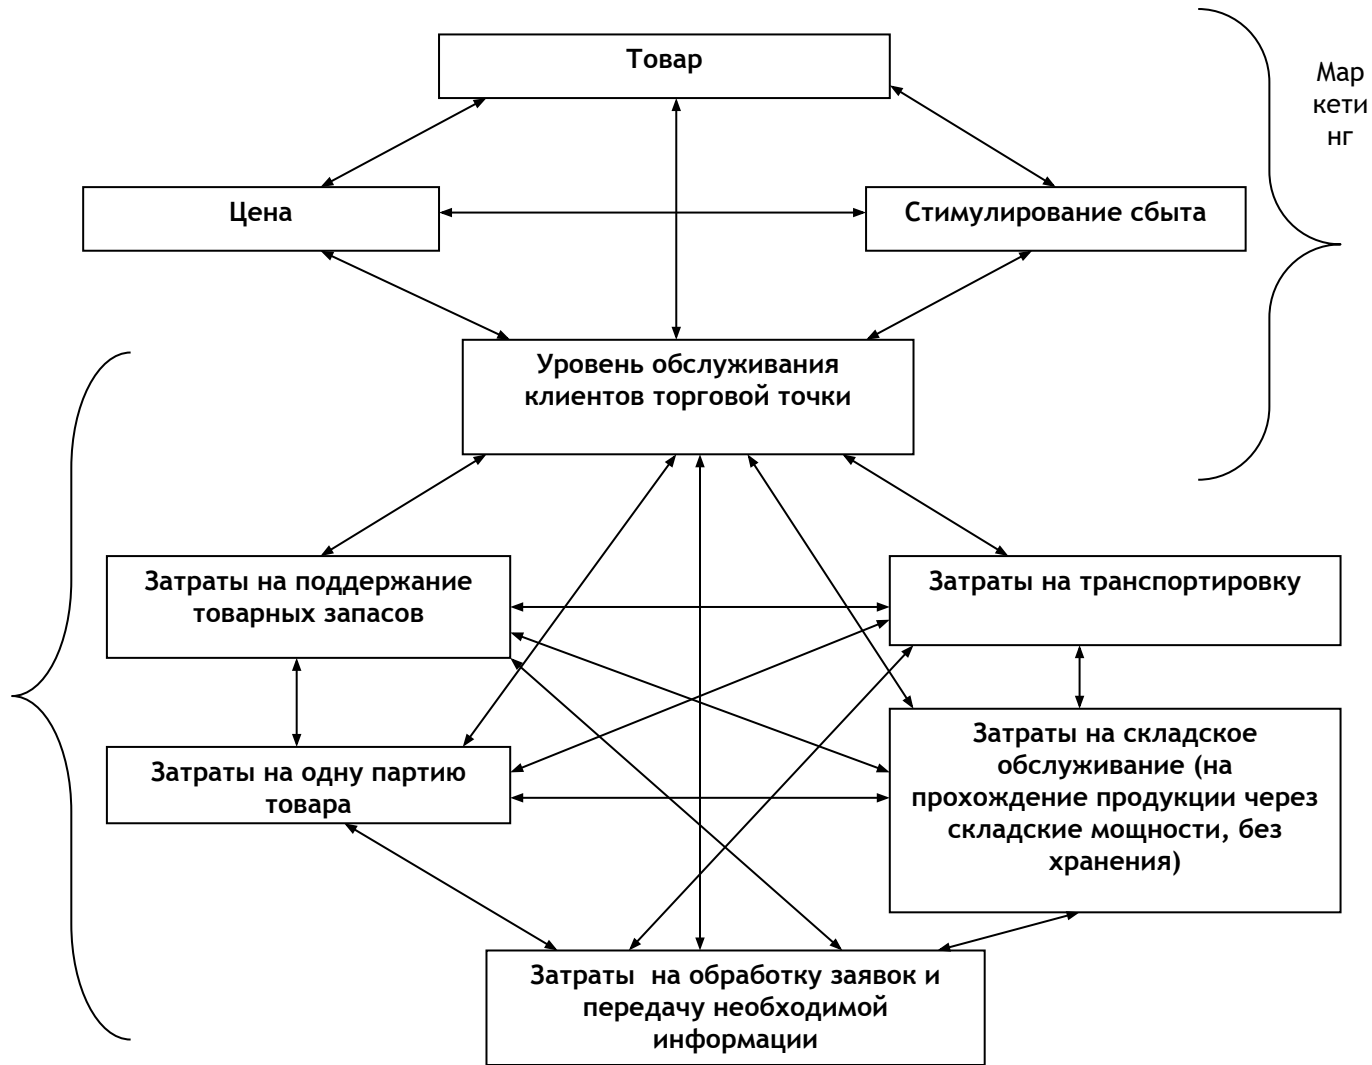 Товар
Мар
кети
нг
Цена
Стимулирование сбыта
Уровень обслуживания
клиентов торговой точки
Затраты на поддержание
товарных запасов
Затраты на транспортировку
Затраты на одну партию
товара
Затраты на складское
обслуживание (на
прохождение продукции через
складские мощности, без
хранения)
Затраты  на обработку заявок и
передачу необходимой
информации